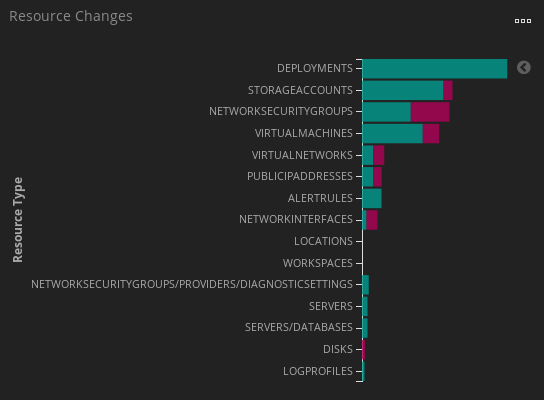 Resource Changes
DEPLOYMENTS
STORAGEACCOUNTS
NETWORKSECURITYGROUPS
VIRTUALMACHINES
VIRTUALNETWORKS
PUBLICIPADDRESSES
ALERTRULES
NETWORKINTERFACES
LOCATIONS
WORKSPACES
NETWORKSECURITYGROUPS/PROVIDERS/DIAGNOSTICSETTINGS
SERVERS
SERVERS/DATABASES
DISKS
LOGPROFILES
Resource Type